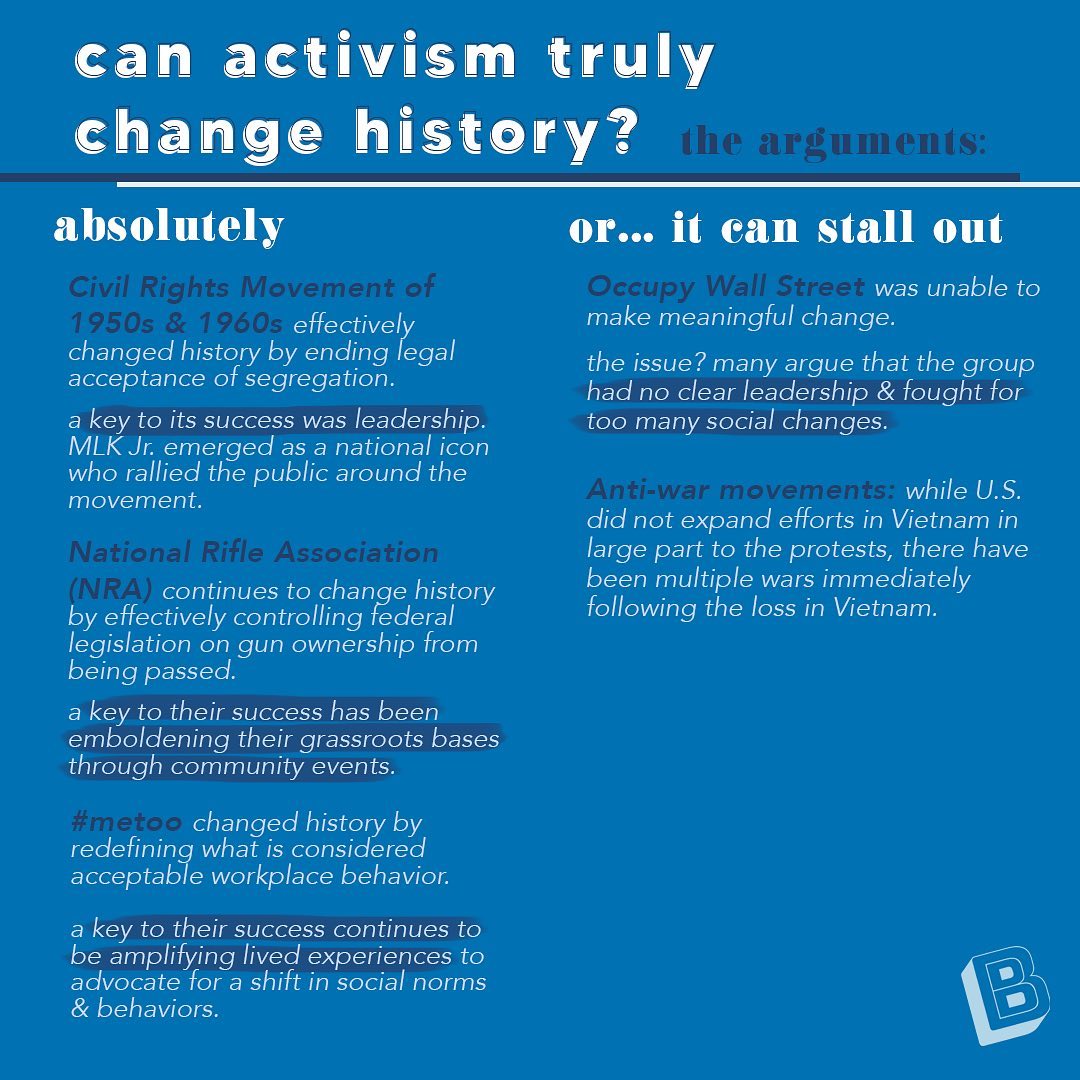 can activism truly
change history? the arguments:
absolutely
Civil Rights Movement of
1950s & 1960s effectively
changed history by ending legal
acceptance of segregation.
a key to its success was leadership.
MLK Jr. emerged as a national icon
who rallied the public around the
movement.
National Rifle Association
(NRA) continues to change history
by effectively controlling federal
legislation on gun ownership from
being passed.
a key to their success has been
emboldening their grassroots bases
through community events.
#metoo changed history by
redefining what is considered
acceptable workplace behavior.
a key to their success continues to
be amplifying lived experiences to
advocate for a shift in social norms
& behaviors.
or... it can stall out
Occupy Wall Street was unable to
make meaningful change.
the issue? many argue that the group
had no clear leadership & fought for
too many social changes.
Anti-war movements: while U.S.
did not expand efforts in Vietnam in
large part to the protests, there have
been multiple wars immediately
following the loss in Vietnam.
B